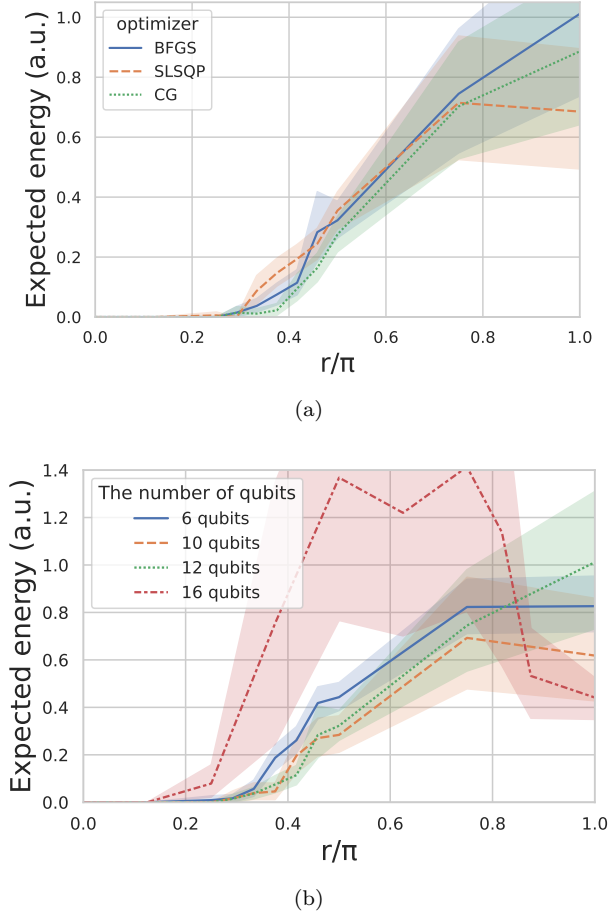 Expected energy (a.u.)
1.0
0.8
0.6
0.4
0.2
0.0
optimizer
BFGS
SLSQP
CG
0.0 0.2 0.4 0.6 0.8 1.0
r/π
(a)
Expected energy (a.u.)
1.4
1.2
1.0
0.8
0.6
0.4
0.2
0.0
The number of qubits
6 qubits
10 qubits
12 qubits
16 qubits
0.0 0.2 0.4 0.6 0.8 1.0
r/π
(b)